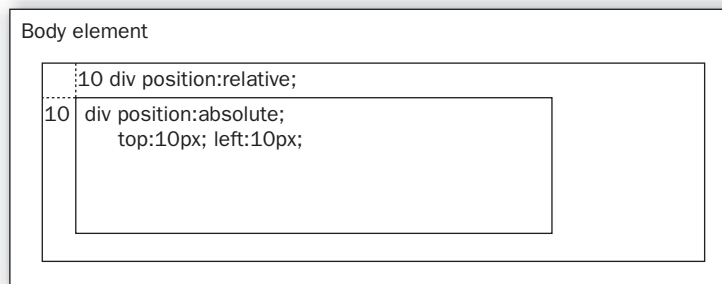 Body element
10 div position:relative;
10 div position:absolute;
top:10px; left:10px;